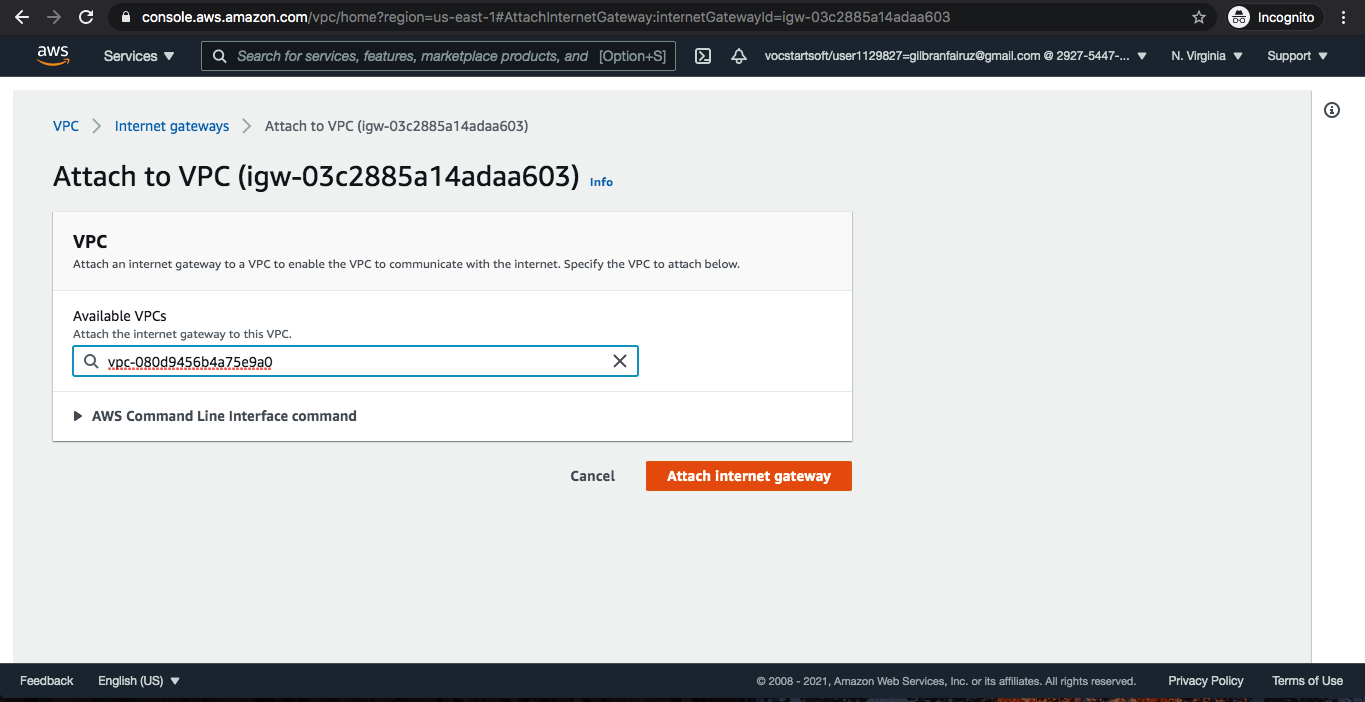 console.aws.amazon.com/vpc/home?region=us-east-1#AttachInternetGateway:internetGatewayId=igw-03c2885a14adaa603 Incognito
aws Services Search for services, features, marketplace products, and [Option+S] vocstartsoft/user1129827=gilbranfairuz@gmail.com @ 2927-5447-... N. Virginia Support
VPC Internet gateways Attach to VPC (igw-03c2885a14adaa603)
Attach to VPC (igw-03c2885a14adaa603) Info
VPC
Attach an internet gateway to a VPC to enable the VPC to communicate with the internet. Specify the VPC to attach below.
Available VPCs
Attach the internet gateway to this VPC.
vpc-080d9456b4a75e9a0
AWS Command Line Interface command
Cancel Attach internet gateway
Feedback English (US) © 2008 - 2021, Amazon Web Services, Inc. or its affiliates. All rights reserved. Privacy Policy Terms of Use